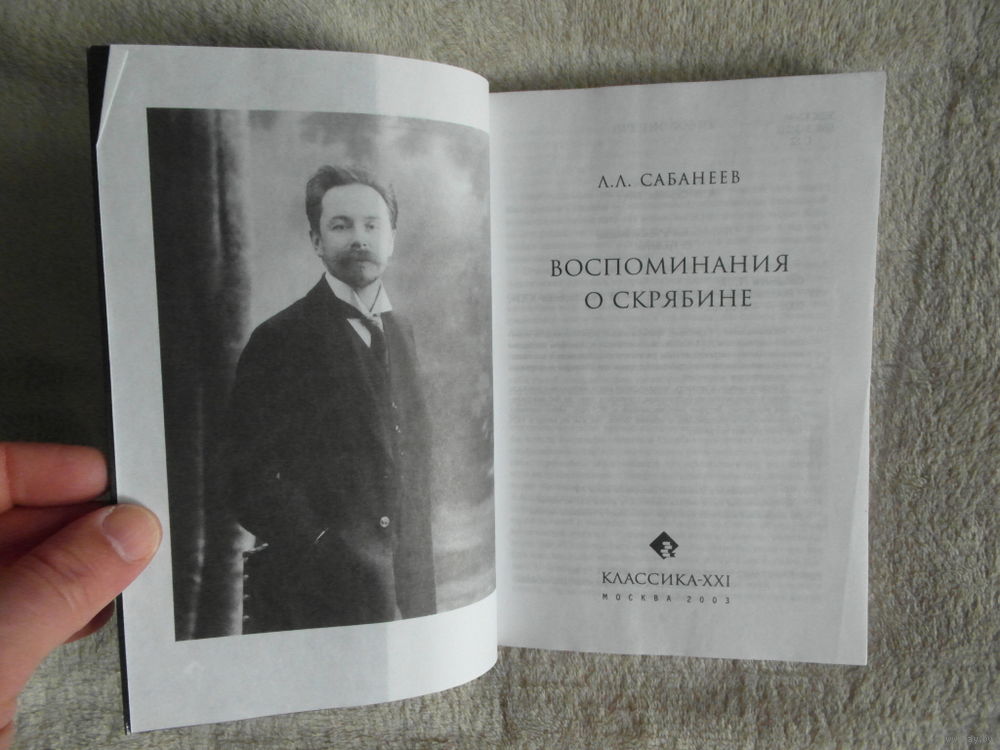 Л.Л. САБАНЕЕВ
ВОСПОМИНАНИЯ
О СКРЯБИНЕ
КЛАССИКА-XXI
МОСКВА 2003